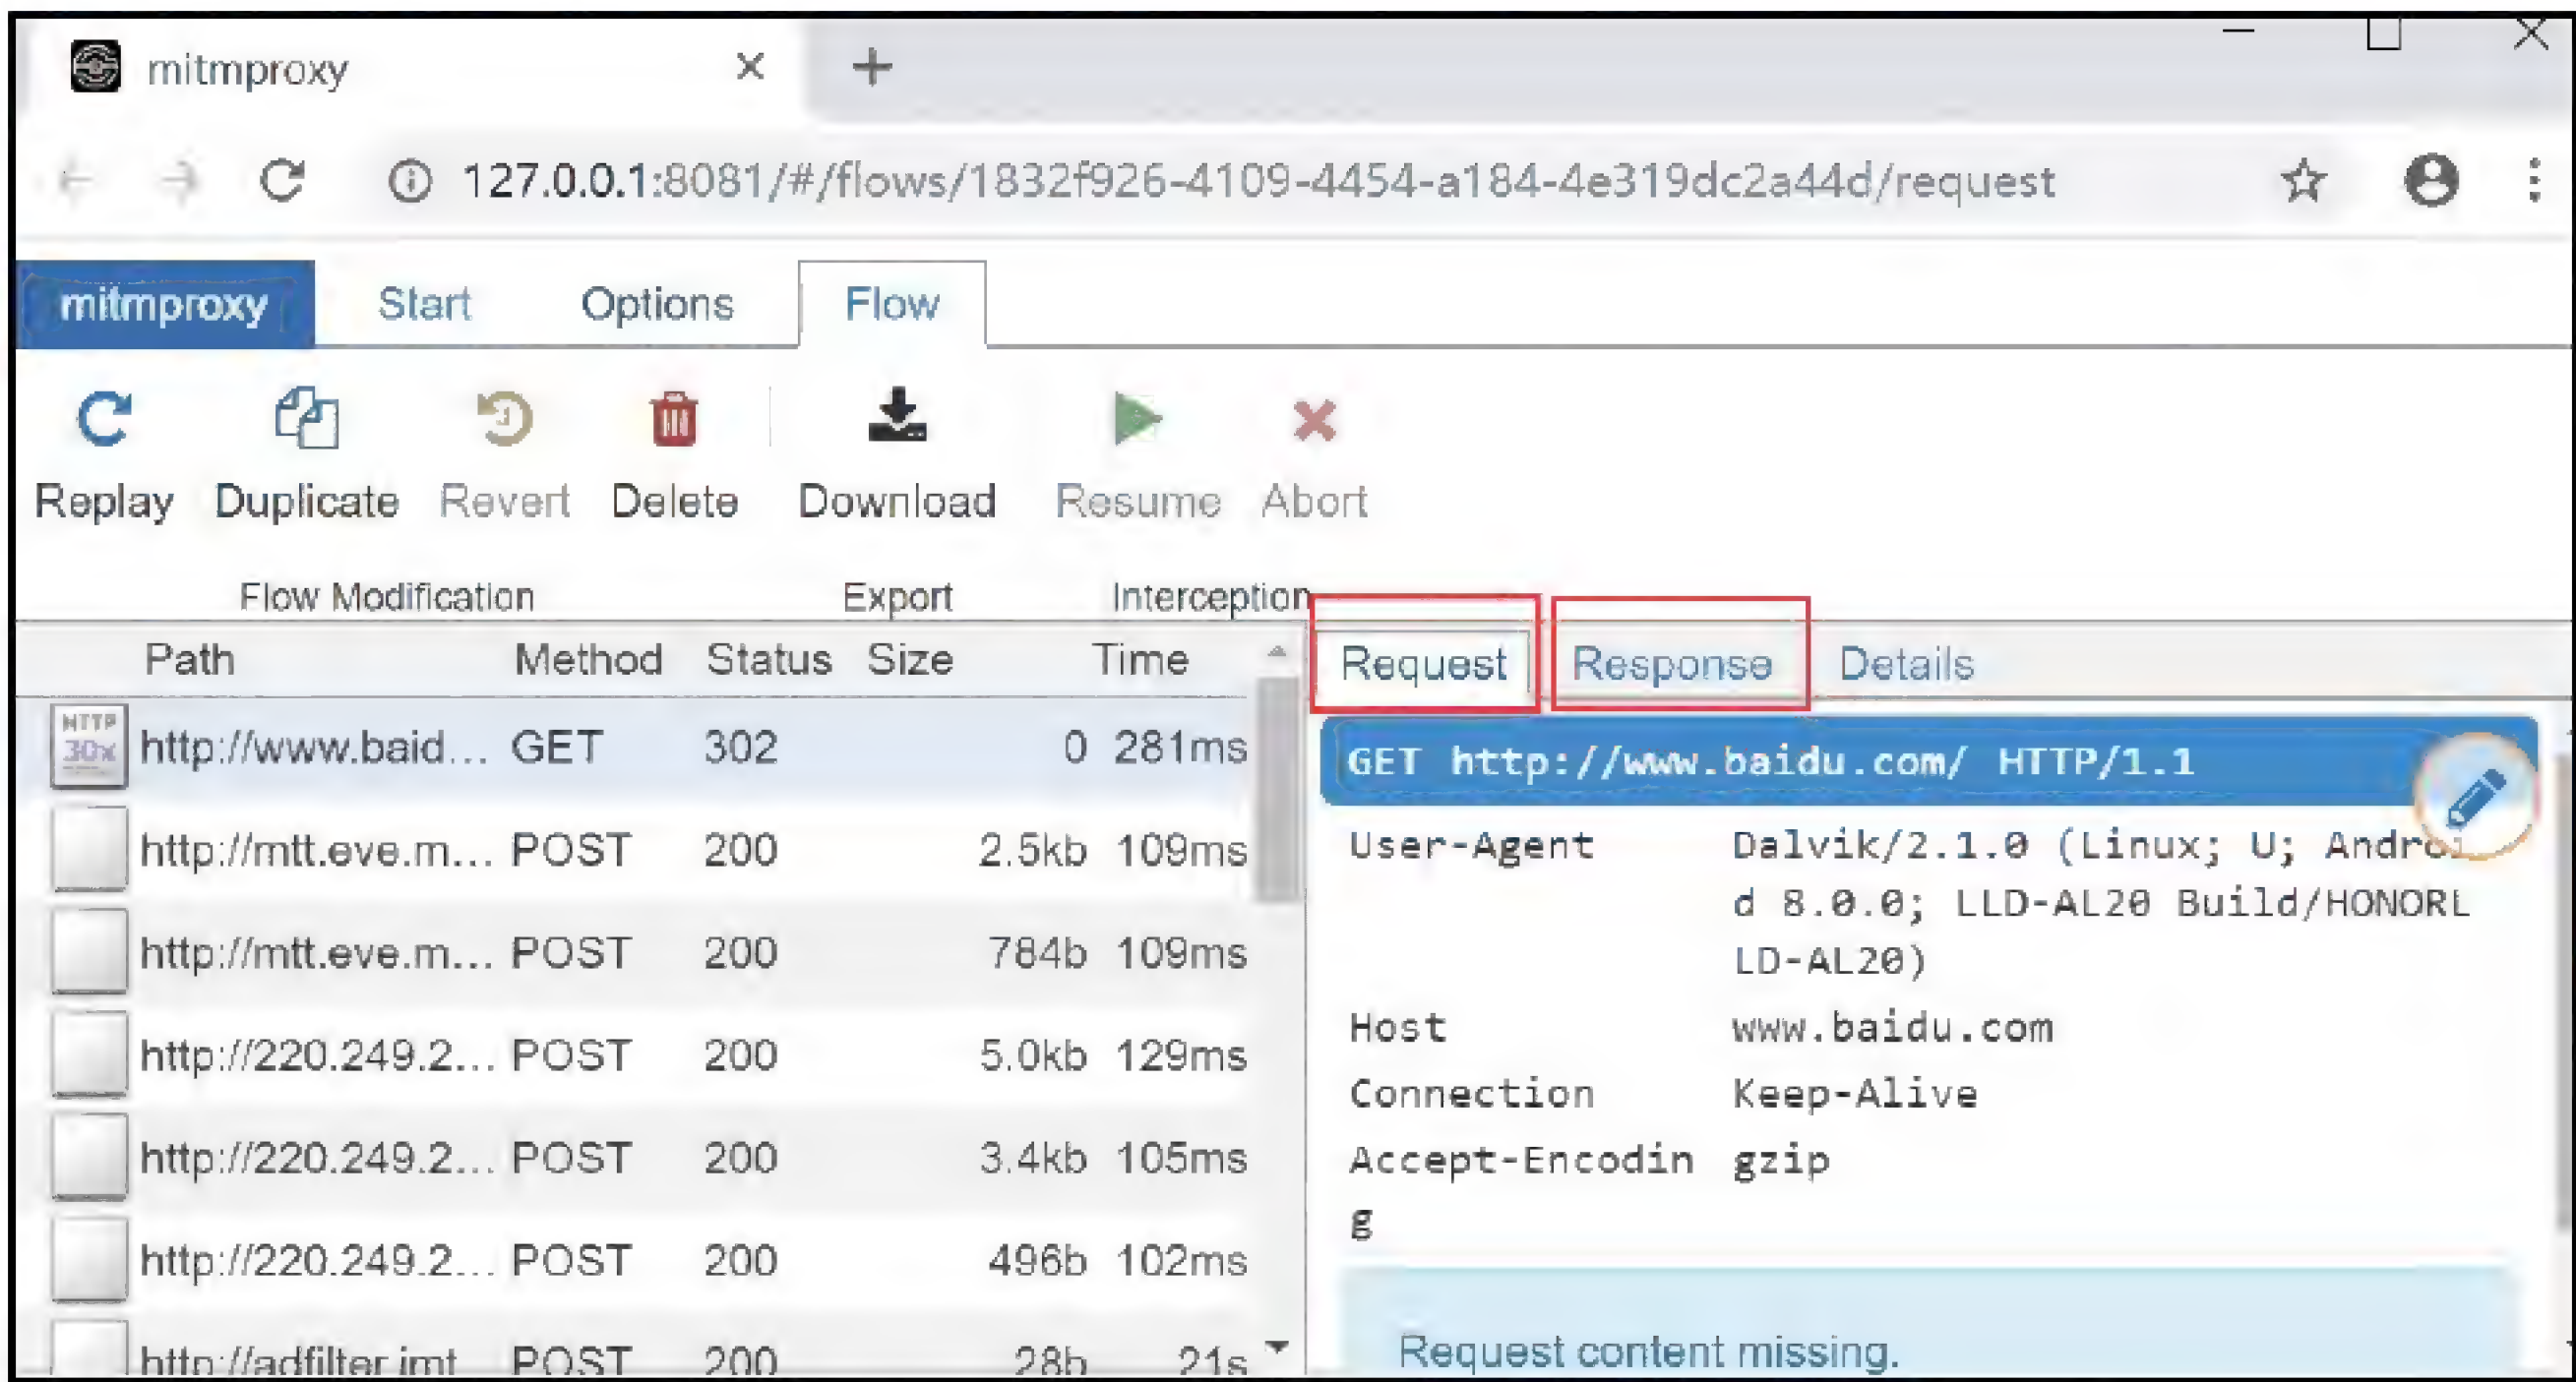 mitmproxy
127.0.0.1:8081/#/flows/1832f926-4109-4454-a184-4e319dc2a44d/request
mitmproxy Start Options Flow
Replay Duplicate Revert Delete Download Resume Abort
Flow Modification Export Interception
Path Method Status Size Time
HTTP 30x http://www.baid... GET 302 0 281ms
http://mtt.eve.m... POST 200 2.5kb 109ms
http://mtt.eve.m... POST 200 784b 109ms
http://220.249.2... POST 200 5.0kb 129ms
http://220.249.2... POST 200 3.4kb 105ms
http://220.249.2... POST 200 496b 102ms
http://adfilter.imt... POST 200 28b 21s
Request Response Details
GET http://www.baidu.com/ HTTP/1.1
User-Agent Dalvik/2.1.0 (Linux; U; Androi
d 8.0.0; LLD-AL20 Build/HONORL
LD-AL20)
Host www.baidu.com
Connection Keep-Alive
Accept-Encodin gzip
g
Request content missing.